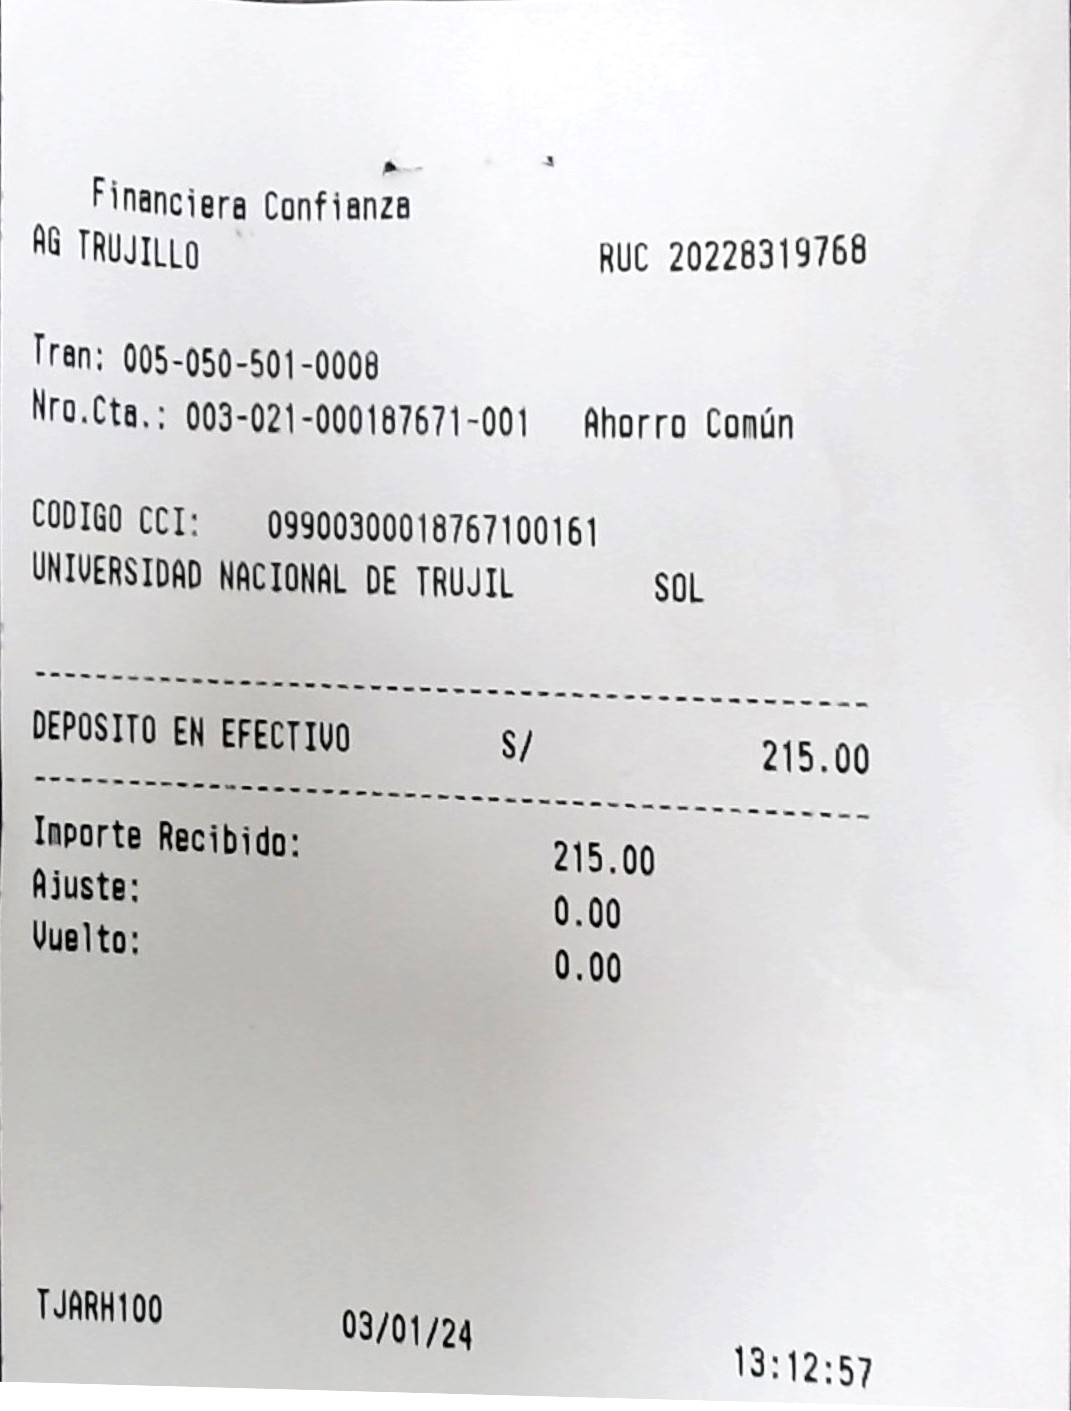 Financiera Confianza
AG TRUJILLO RUC 20228319768
Tran: 005-050-501-0008
Nro.Cta.: 003-021-000187671-001 Ahorro Común
CODIGO CCI: 09900300018767100161
UNIVERSIDAD NACIONAL DE TRUJIL SOL
------------------------------------------------
DEPOSITO EN EFECTIVO S/ 215.00
------------------------------------------------
Importe Recibido: 215.00
Ajuste: 0.00
Vuelto: 0.00
TJARH100 03/01/24 13:12:57